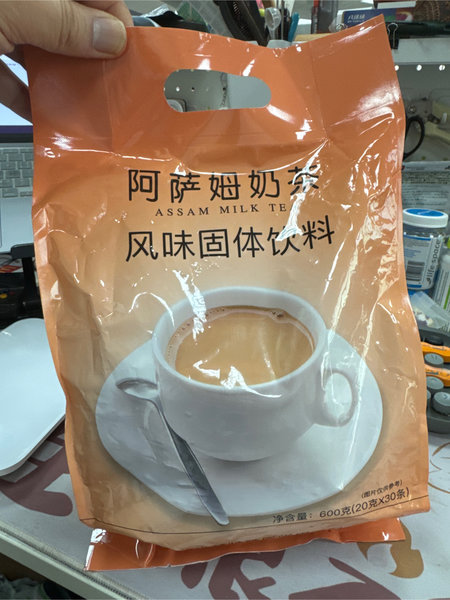 阿萨姆奶茶
ASSAM MILK TE
风味固体饮料
(图片仅供参考)
净含量: 600克(20克X30条)